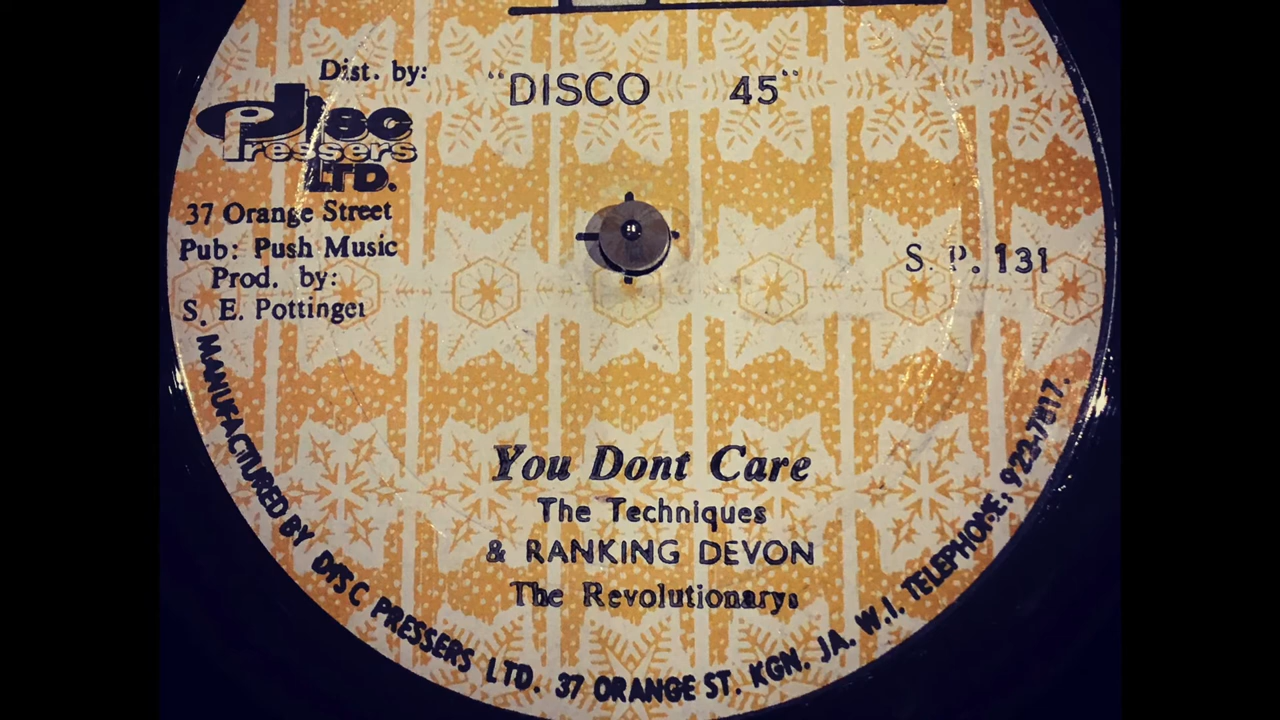 Dist. by:
Disc
Pressers
LTD.
37 Orange Street
Pub: Push Music
Prod. by:
S. E. Pottinger
"DISCO 45"
S. P. 131
You Dont Care
The Techniques
& RANKING DEVON
The Revolutionarys
MANUFACTURED BY DISC PRESSERS LTD. 37 ORANGE ST. KGN. JA. W.I. TELEPHONE: 922-7817.